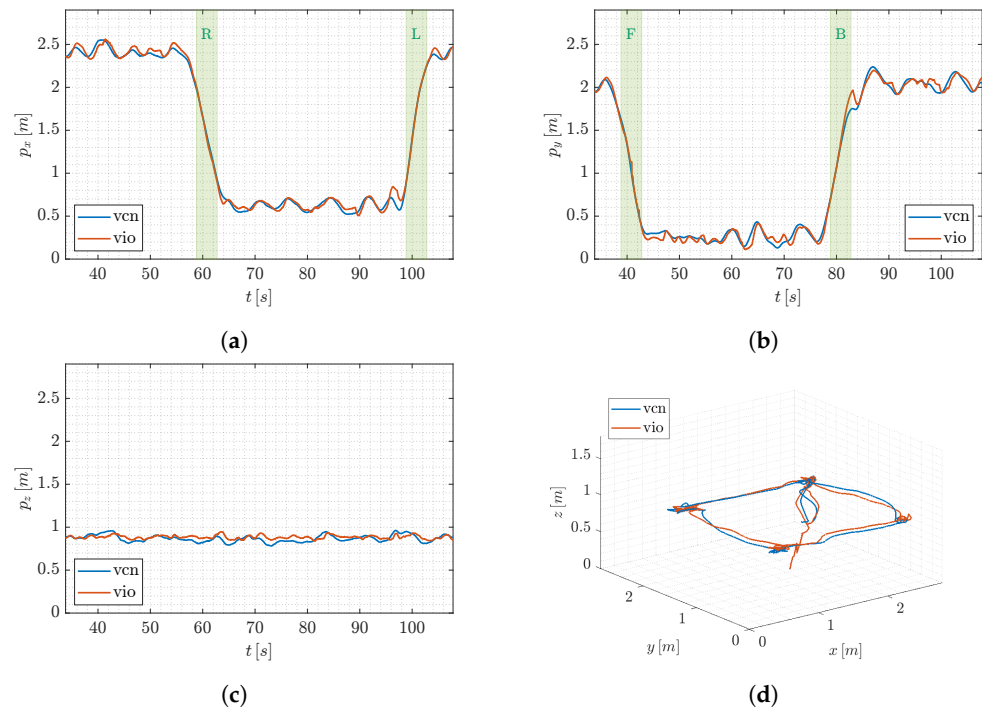 R
L
2.5
2
1.5
1
0.5
0
p_x [m]
vcn
vio
40 50 60 70 80 90 100
t [s]
(a)
F
B
2.5
2
1.5
1
0.5
0
p_y [m]
vcn
vio
40 50 60 70 80 90 100
t [s]
(b)
2.5
2
1.5
1
0.5
0
p_z [m]
vcn
vio
40 50 60 70 80 90 100
t [s]
(c)
vcn
vio
1.5
1
0.5
0
z [m]
2
1
0
y [m]
0
1
2
x [m]
(d)